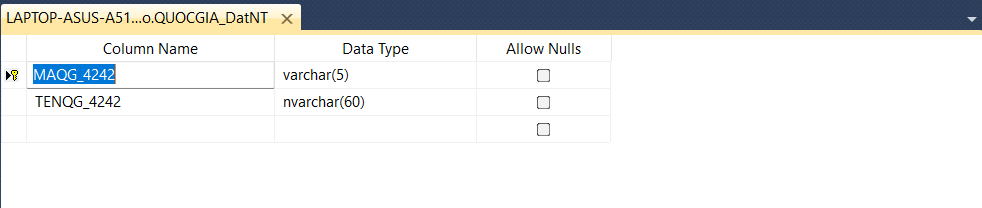 LAPTOP-ASUS-A51...o.QUOCGIA_DatNT
Column Name Data Type Allow Nulls
MAQG_4242 varchar(5)
TENQG_4242 nvarchar(60)